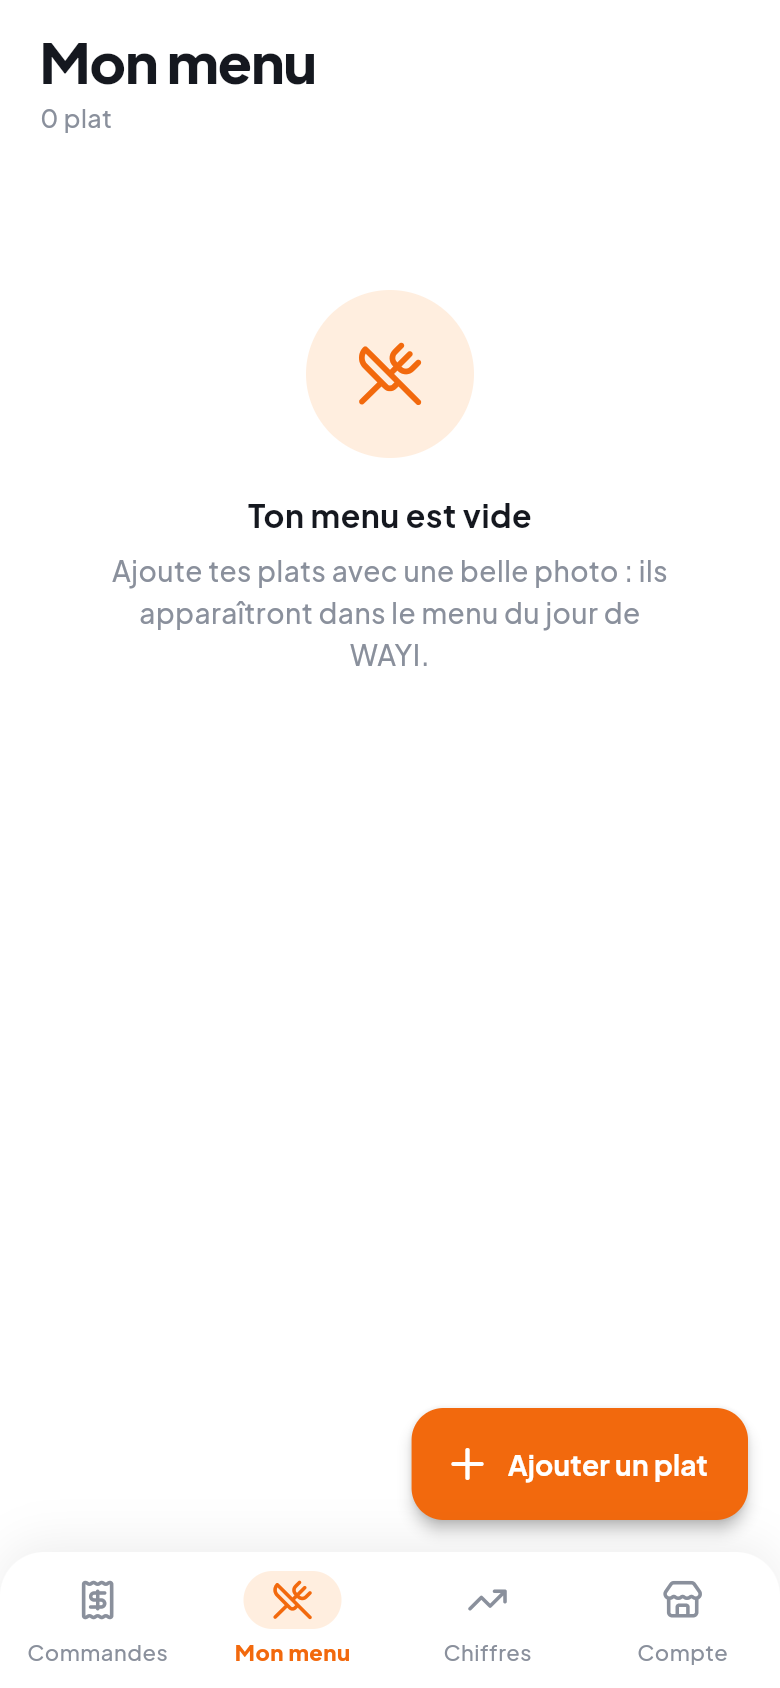 Mon menu
0 plat
Ton menu est vide
Ajoute tes plats avec une belle photo : ils
apparaîtront dans le menu du jour de
WAYI.
Ajouter un plat
Commandes
Mon menu
Chiffres
Compte